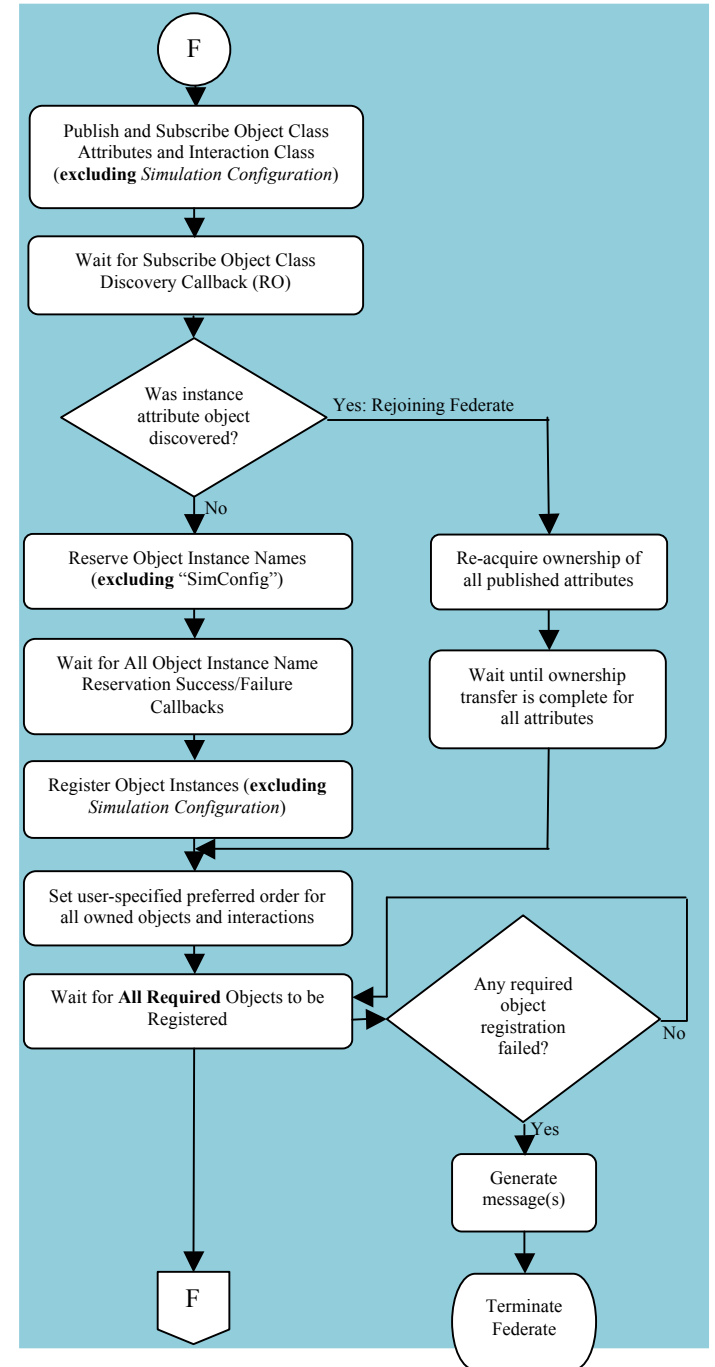 F
Publish and Subscribe Object Class
Attributes and Interaction Class
(excluding Simulation Configuration)
Wait for Subscribe Object Class
Discovery Callback (RO)
Was instance
attribute object
discovered?
Yes: Rejoining Federate
No
Reserve Object Instance Names
(excluding “SimConfig”)
Re-acquire ownership of
all published attributes
Wait for All Object Instance Name
Reservation Success/Failure
Callbacks
Wait until ownership
transfer is complete for
all attributes
Register Object Instances (excluding
Simulation Configuration)
Set user-specified preferred order for
all owned objects and interactions
Wait for All Required Objects to be
Registered
Any required
object
registration
failed?
No
Yes
Generate
message(s)
F
Terminate
Federate